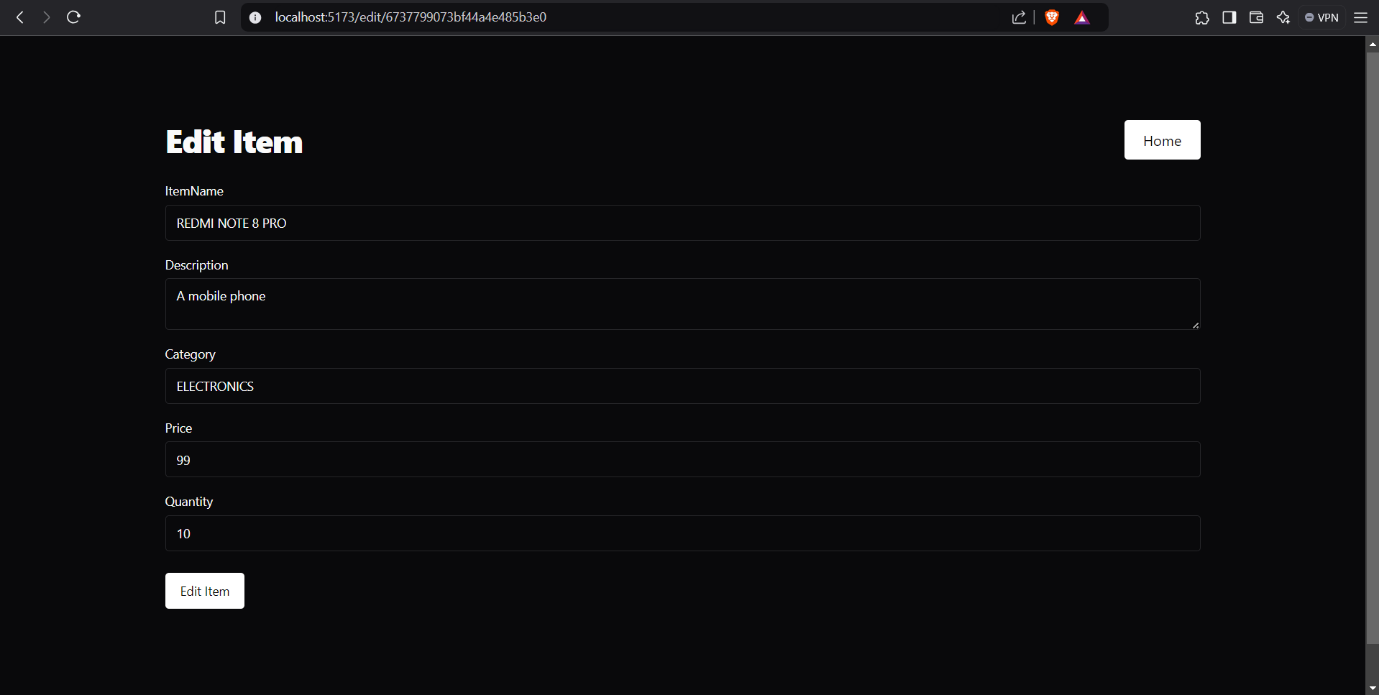 localhost:5173/edit/6737799073bf44a4e485b3e0
VPN
Edit Item
Home
ItemName
REDMI NOTE 8 PRO
Description
A mobile phone
Category
ELECTRONICS
Price
99
Quantity
10
Edit Item